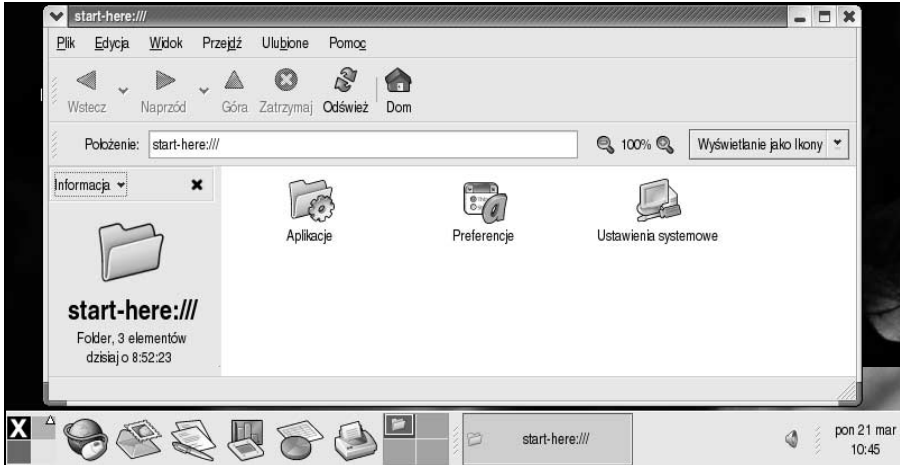 start-here:///
Plik Edycja Widok Przejdź Ulubione Pomoc
Wstecz Naprzód Góra Zatrzymaj Odśwież Dom
Położenie: start-here:/// 100% Wyświetlanie jako Ikony
Informacja
Aplikacje Preferencje Ustawienia systemowe
start-here:///
Folder, 3 elementów
dzisiaj o 8:52:23
X start-here:/// pon 21 mar
10:45